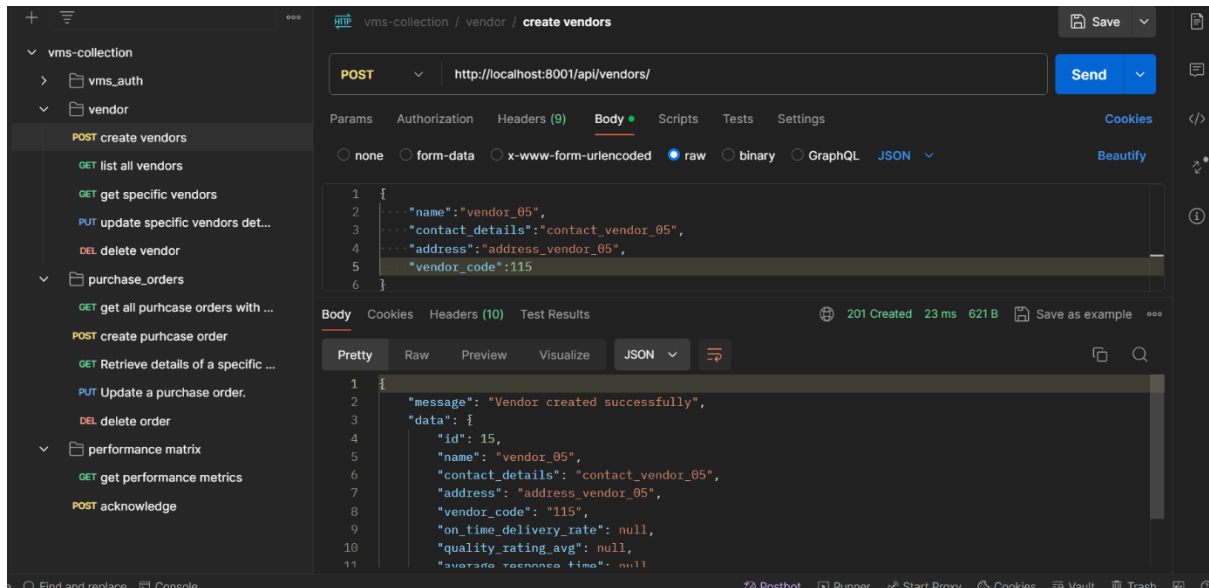 HTTP vms-collection / vendor / create vendors
Save
vms-collection
vms_auth
vendor
POST create vendors
GET list all vendors
GET get specific vendors
PUT update specific vendors det...
DEL delete vendor
purchase_orders
GET get all purhcase orders with ...
POST create purhcase order
GET Retrieve details of a specific ...
PUT Update a purchase order.
DEL delete order
performance matrix
GET get performance metrics
POST acknowledge
POST http://localhost:8001/api/vendors/ Send
Params Authorization Headers (9) Body Scripts Tests Settings Cookies
none form-data x-www-form-urlencoded raw binary GraphQL JSON Beautify
1 {
2 "name":"vendor_05",
3 "contact_details":"contact_vendor_05",
4 "address":"address_vendor_05",
5 "vendor_code":115
6 }
Body Cookies Headers (10) Test Results 201 Created 23 ms 621 B Save as example
Pretty Raw Preview Visualize JSON
1 {
2 "message": "Vendor created successfully",
3 "data": {
4 "id": 15,
5 "name": "vendor_05",
6 "contact_details": "contact_vendor_05",
7 "address": "address_vendor_05",
8 "vendor_code": "115",
9 "on_time_delivery_rate": null,
10 "quality_rating_avg": null,
11 "average_response_time": null
Find and replace Console Postbot Runner Start Proxy Cookies Vault Trash